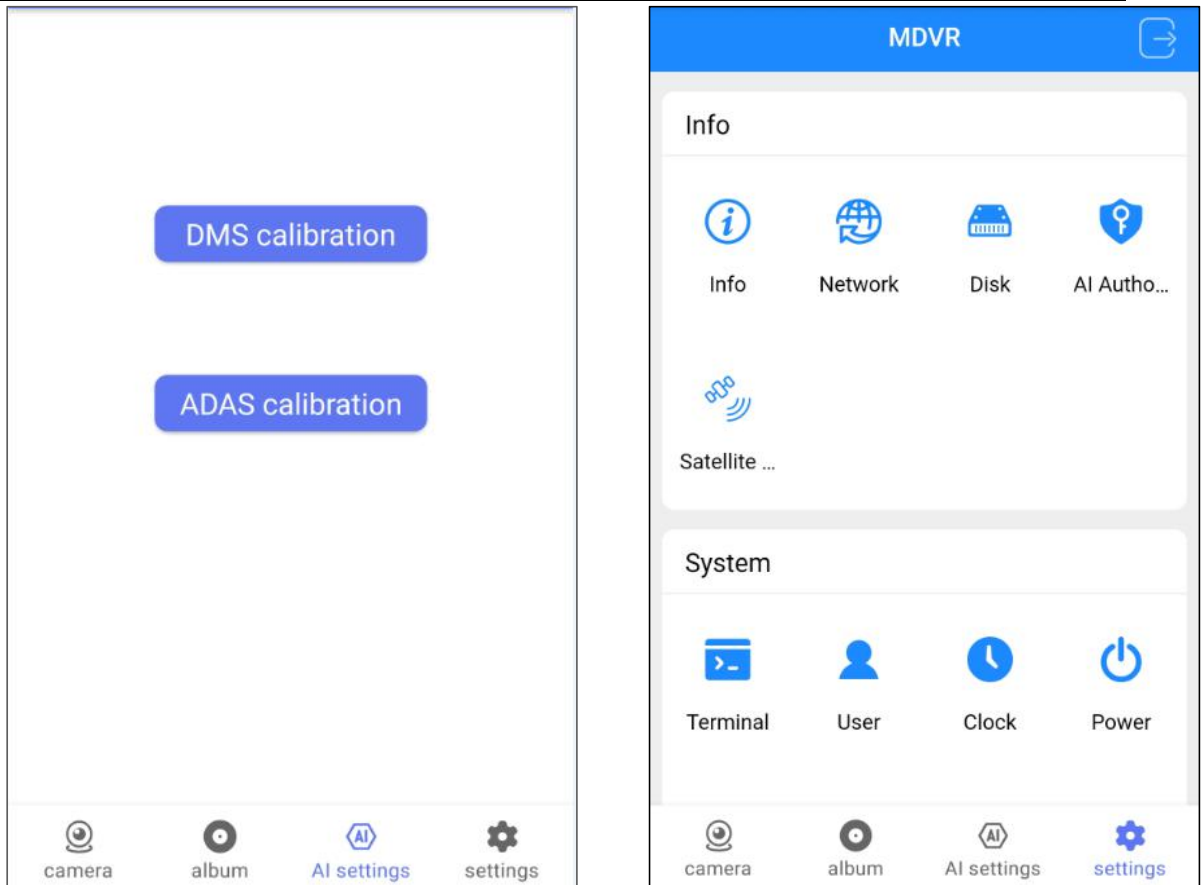 DMS calibration
ADAS calibration
camera album AI settings settings
MDVR
Info
Info Network Disk AI Autho...
Satellite ...
System
Terminal User Clock Power
camera album AI settings settings